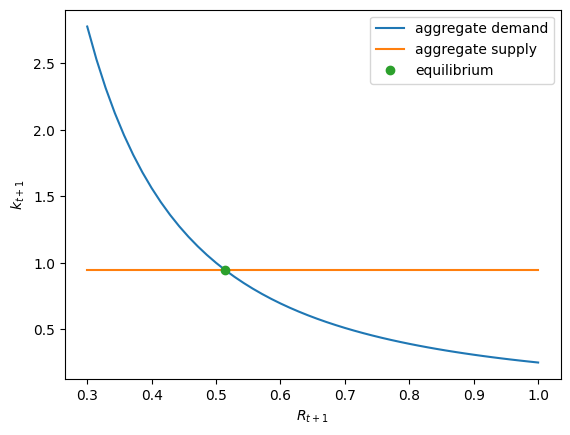 aggregate demand
aggregate supply
equilibrium
2.5
2.0
1.5
1.0
0.5
k_{t+1}
0.3 0.4 0.5 0.6 0.7 0.8 0.9 1.0
R_{t+1}